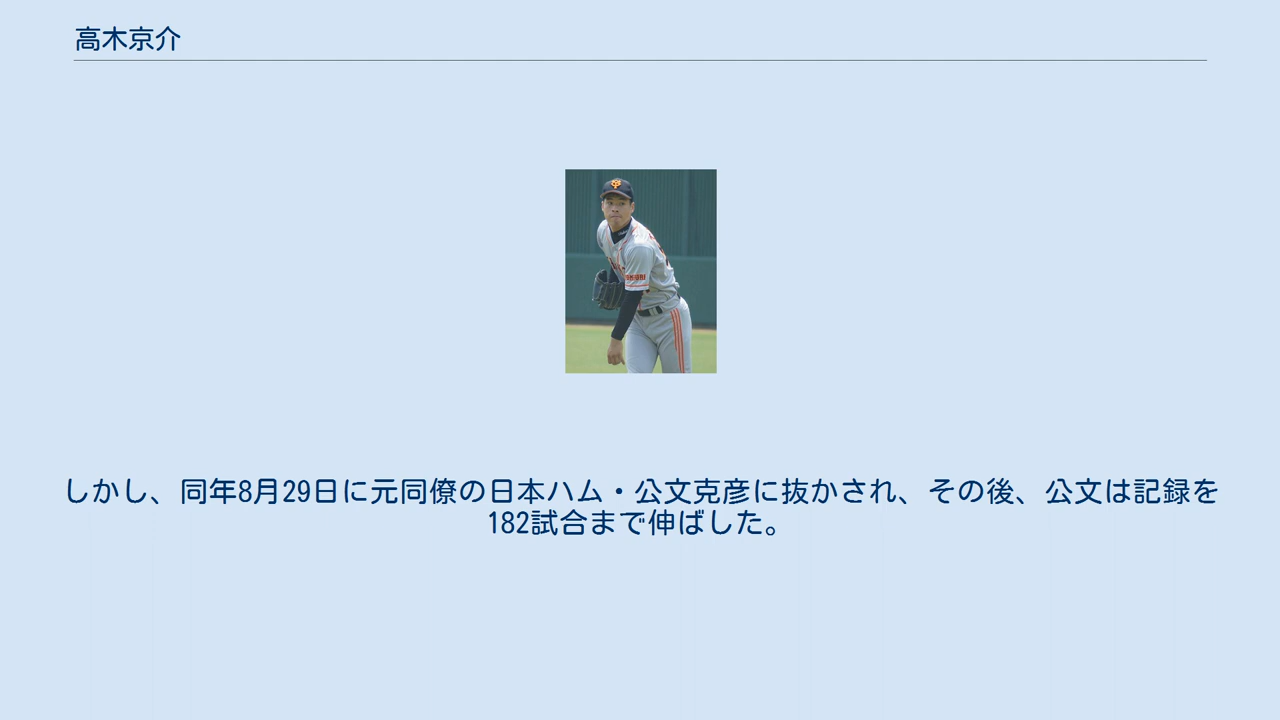 高木京介
しかし、同年8月29日に元同僚の日本ハム・公文克彦に抜かされ、その後、公文は記録を
182試合まで伸ばした。